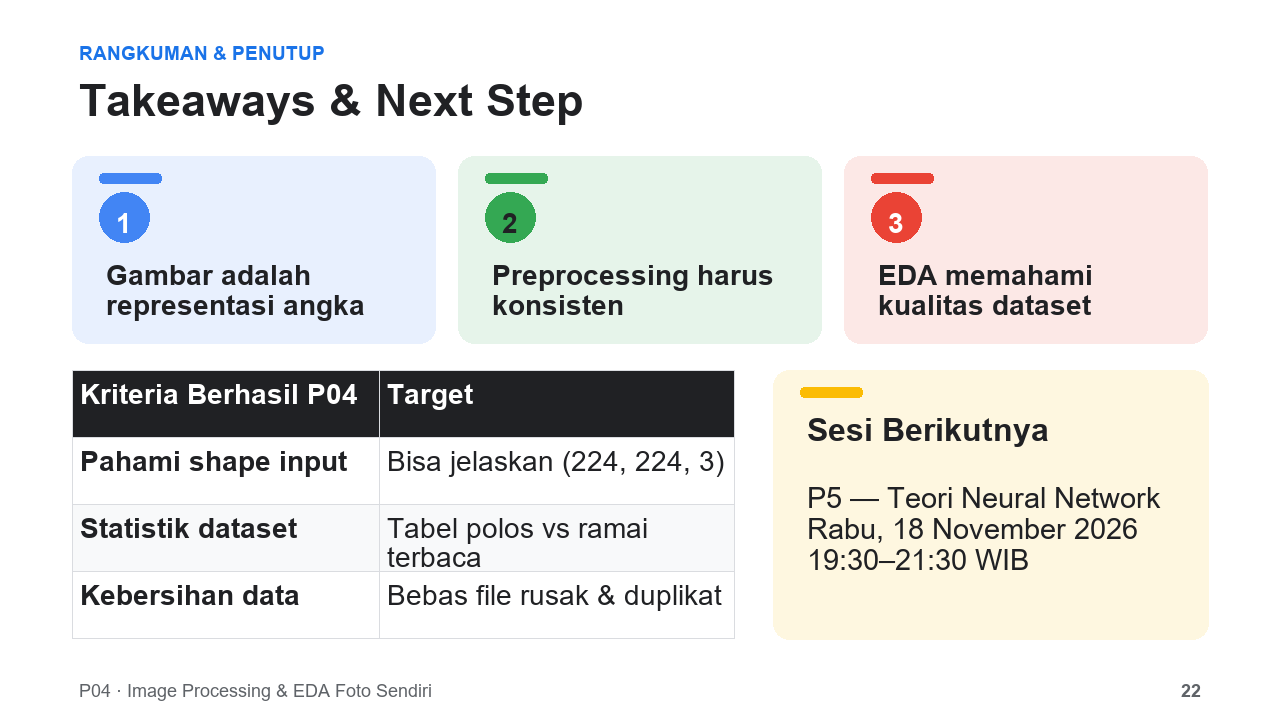 RANGKUMAN & PENUTUP
Takeaways & Next Step
1
Gambar adalah
representasi angka
2
Preprocessing harus
konsisten
3
EDA memahami
kualitas dataset
Kriteria Berhasil P04
Target
Pahami shape input
Bisa jelaskan (224, 224, 3)
Statistik dataset
Tabel polos vs ramai
terbaca
Kebersihan data
Bebas file rusak & duplikat
Sesi Berikutnya
P5 — Teori Neural Network
Rabu, 18 November 2026
19:30–21:30 WIB
P04 · Image Processing & EDA Foto Sendiri
22